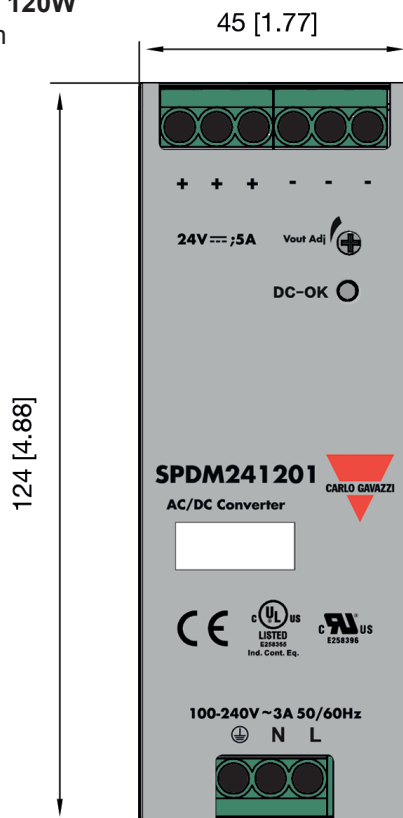 120W
45 [1.77]
+ + + - - -
24V⎓;5A Vout Adj
DC-OK
124 [4.88]
SPDM241201
CARLO GAVAZZI
AC/DC Converter
CE
c UL us
LISTED
E258395
Ind. Cont. Eq.
c RU us
E258395
100-240V~3A 50/60Hz
N L